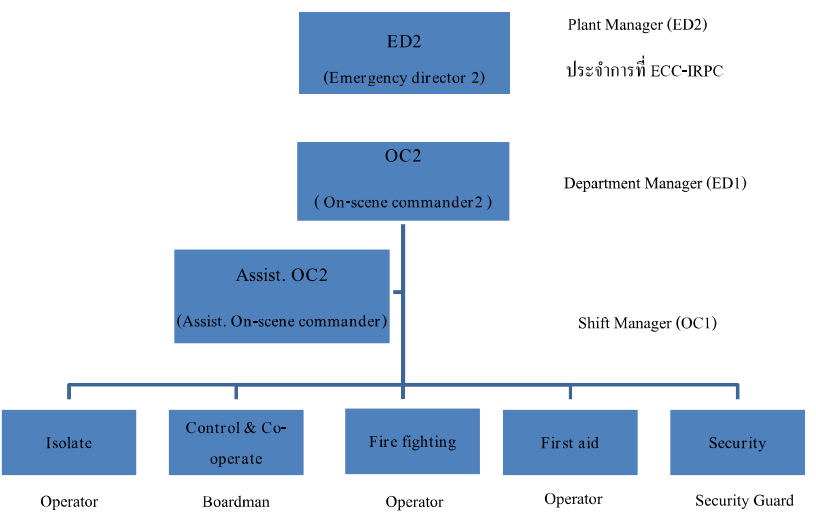 ED2
(Emergency director 2)
Plant Manager (ED2)
ประจำการที่ ECC-IRPC
OC2
( On-scene commander2 )
Department Manager (ED1)
Assist. OC2
(Assist. On-scene commander)
Shift Manager (OC1)
Isolate
Control & Co-
operate
Fire fighting
First aid
Security
Operator
Boardman
Operator
Operator
Security Guard